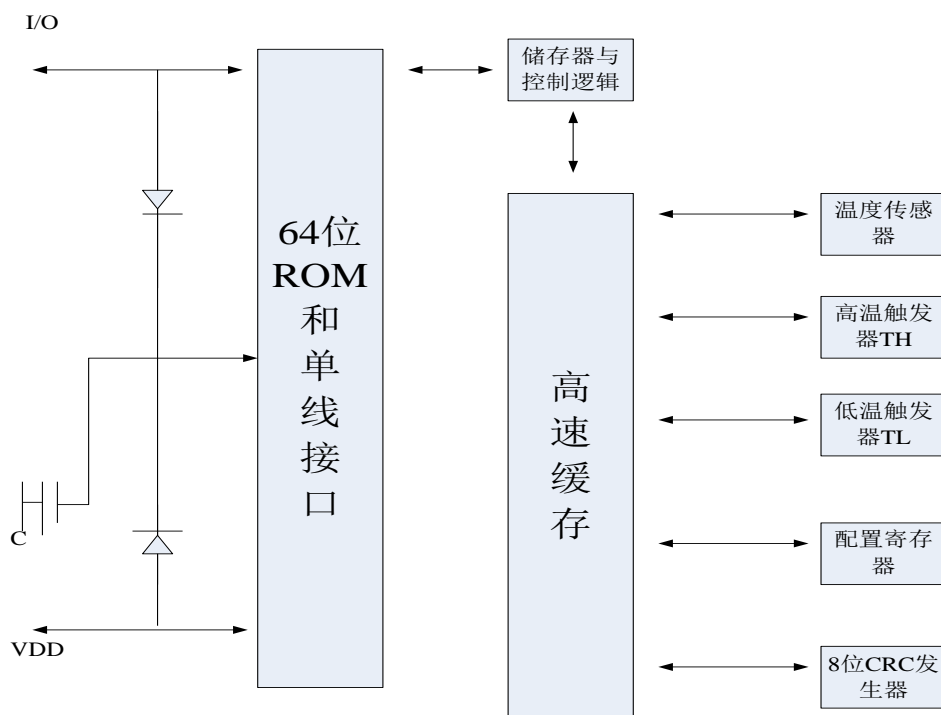 I/O
储存器与
控制逻辑
64位
ROM
和
单
线
接
口
高
速
缓
存
温度传感
器
高温触发
器TH
低温触发
器TL
配置寄存
器
8位CRC发
生器
C
VDD